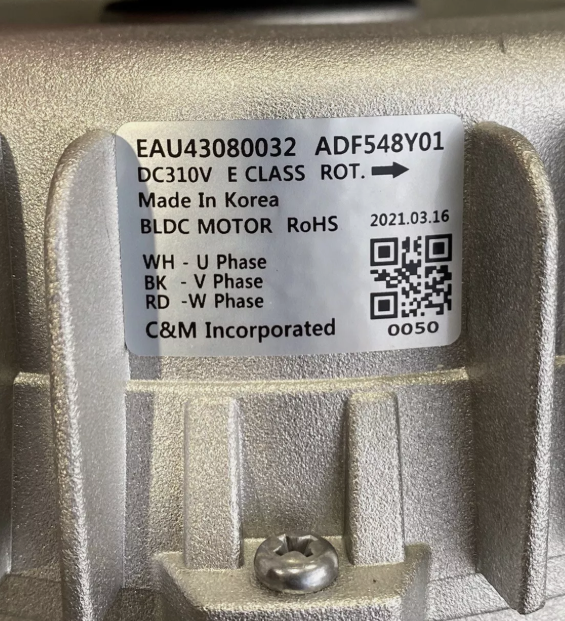 EAU43080032 ADF548Y01
DC310V E CLASS ROT.
Made In Korea
BLDC MOTOR RoHS 2021.03.16
WH - U Phase
BK - V Phase
RD -W Phase
C&M Incorporated 0050